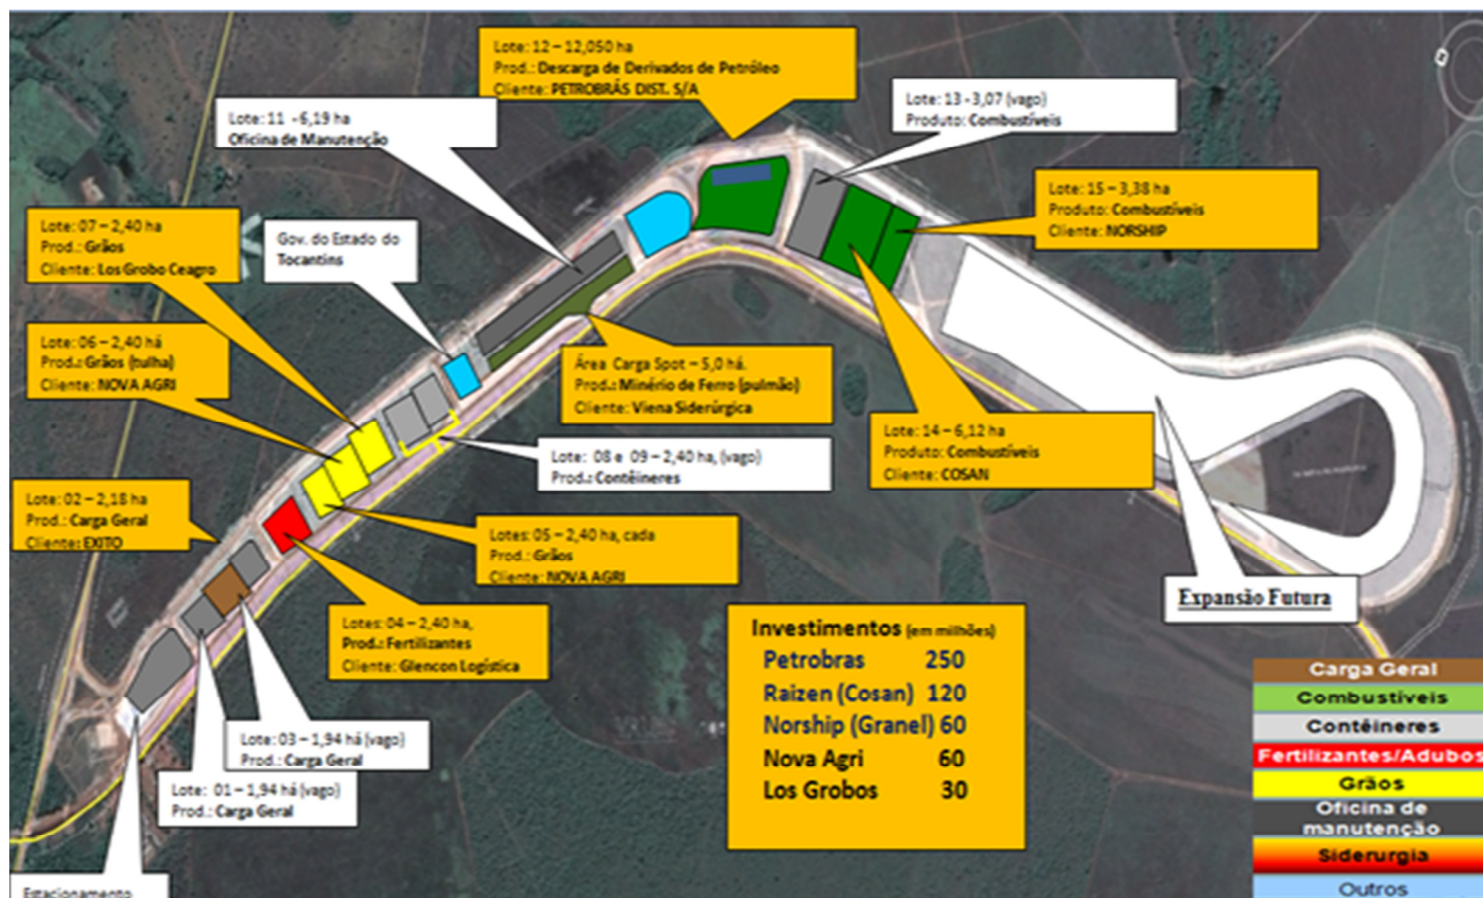 Lote: 12 – 12,050 ha
Prod.: Descarga de Derivados de Petróleo
Cliente: PETROBRÁS DIST. S/A
Lote: 11 - 6,19 ha
Oficina de Manutenção
Lote: 13 - 3,07 (vago)
Produto: Combustíveis
Lote: 15 – 3,38 ha
Produto: Combustíveis
Cliente: NORSHIP
Lote: 07 – 2,40 ha
Prod.: Grãos
Cliente: Los Grobo Ceagro
Gov. do Estado do
Tocantins
Lote: 06 – 2,40 há
Prod.: Grãos (tulha)
Cliente: NOVA AGRI
Área Carga Spot – 5,0 há.
Prod.: Minério de Ferro (pulmão)
Cliente: Viena Siderúrgica
Lote: 14 – 6,12 ha
Produto: Combustíveis
Cliente: COSAN
Lote: 08 e 09 – 2,40 ha, (vago)
Prod.: Contêineres
Lote: 02 – 2,18 ha
Prod.: Carga Geral
Cliente: EXITO
Lotes: 05 – 2,40 ha, cada
Prod.: Grãos
Cliente: NOVA AGRI
Expansão Futura
Lotes: 04 – 2,40 ha,
Prod.: Fertilizantes
Cliente: Glencon Logística
Lote: 03 – 1,94 há (vago)
Prod.: Carga Geral
Lote: 01 – 1,94 há (vago)
Prod.: Carga Geral
Estacionamento
Investimentos (em milhões)
Petrobras 250
Raizen (Cosan) 120
Norship (Granel) 60
Nova Agri 60
Los Grobos 30
Carga Geral
Combustíveis
Contêineres
Fertilizantes/Adubos
Grãos
Oficina de
manutenção
Siderurgia
Outros